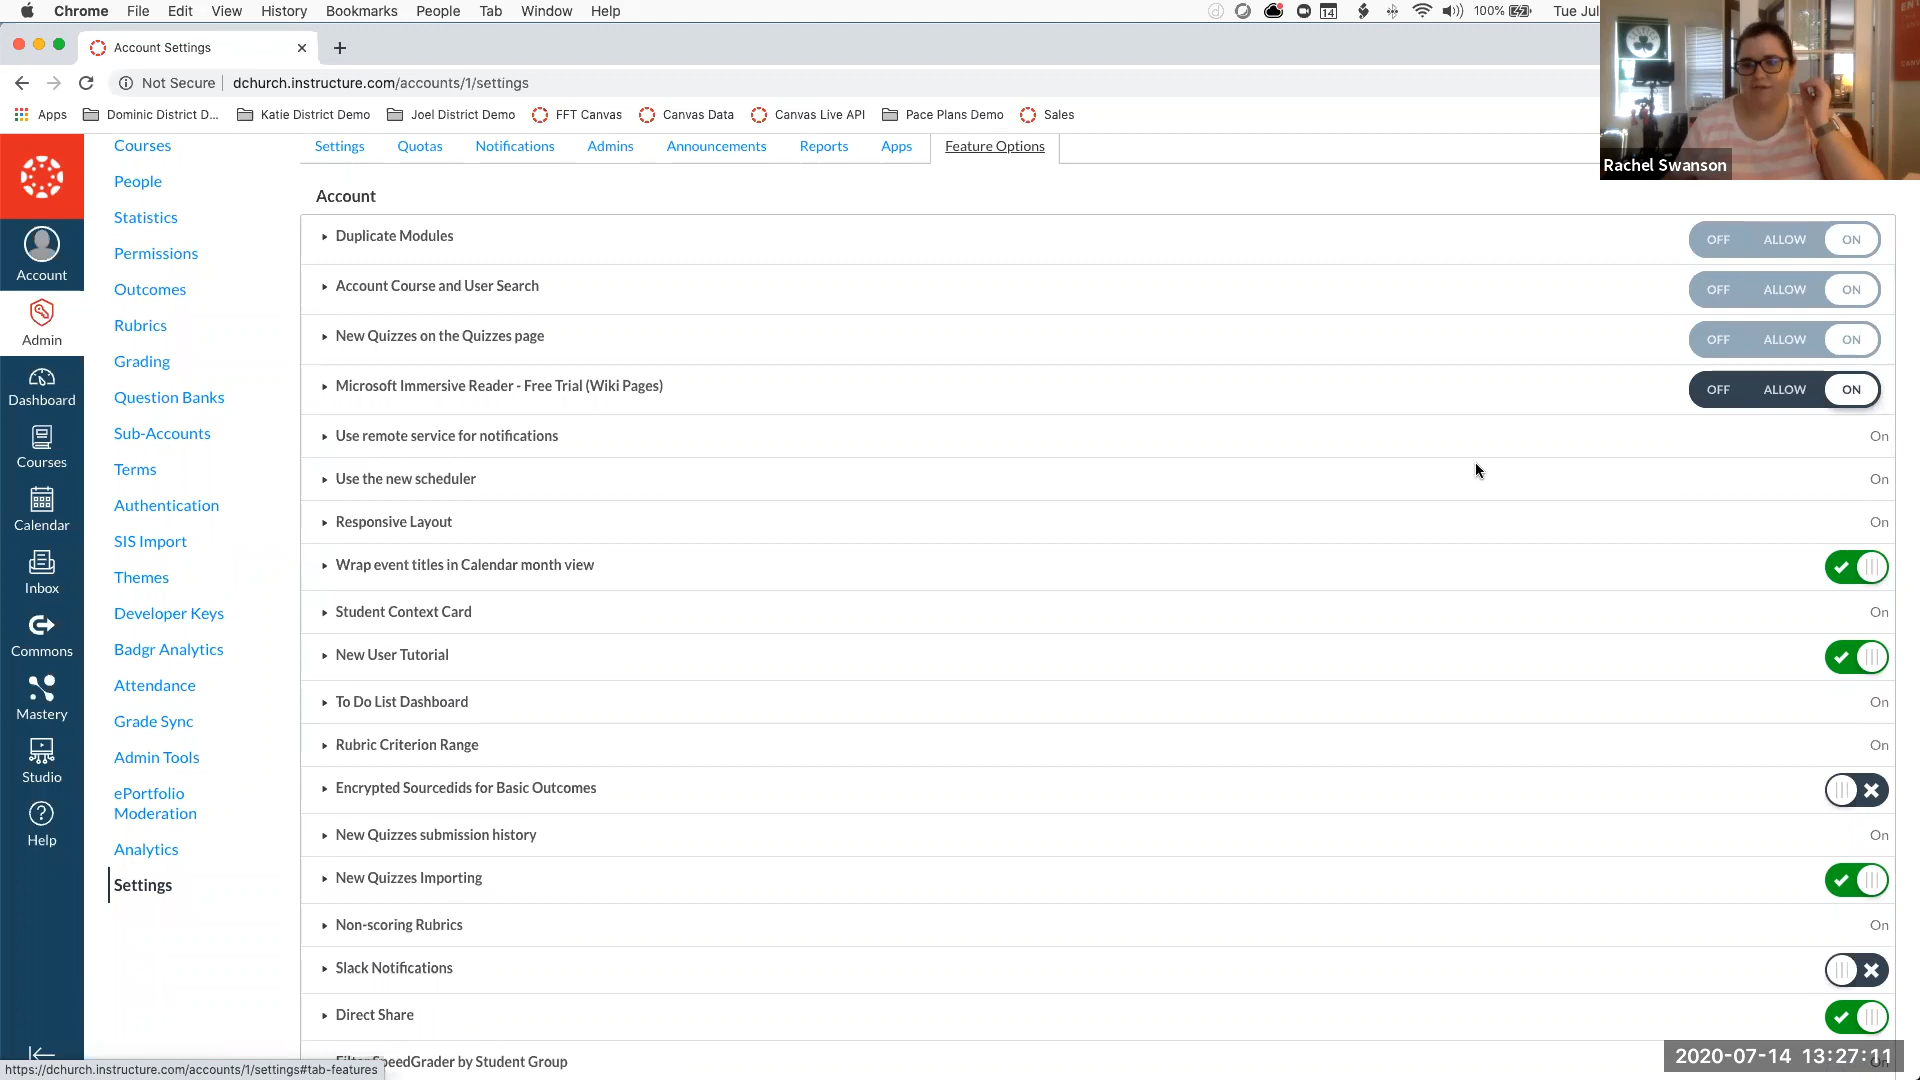 Chrome File Edit View History Bookmarks People Tab Window Help
14 100% Tue Jul
Account Settings
Not Secure dchurch.instructure.com/accounts/1/settings
Apps Dominic District D... Katie District Demo Joel District Demo FFT Canvas Canvas Data Canvas Live API Pace Plans Demo Sales
Rachel Swanson
Account
Admin
Dashboard
Courses
Calendar
Inbox
Commons
Mastery
Studio
Help
Courses
People
Statistics
Permissions
Outcomes
Rubrics
Grading
Question Banks
Sub-Accounts
Terms
Authentication
SIS Import
Themes
Developer Keys
Badgr Analytics
Attendance
Grade Sync
Admin Tools
ePortfolio
Moderation
Analytics
Settings
Settings Quotas Notifications Admins Announcements Reports Apps Feature Options
Account
Duplicate Modules OFF ALLOW ON
Account Course and User Search OFF ALLOW ON
New Quizzes on the Quizzes page OFF ALLOW ON
Microsoft Immersive Reader - Free Trial (Wiki Pages) OFF ALLOW ON
Use remote service for notifications On
Use the new scheduler On
Responsive Layout On
Wrap event titles in Calendar month view
Student Context Card On
New User Tutorial
To Do List Dashboard On
Rubric Criterion Range On
Encrypted Sourcedids for Basic Outcomes
New Quizzes submission history On
New Quizzes Importing
Non-scoring Rubrics On
Slack Notifications
Direct Share
Filter SpeedGrader by Student Group On
https://dchurch.instructure.com/accounts/1/settings#tab-features
2020-07-14 13:27:11